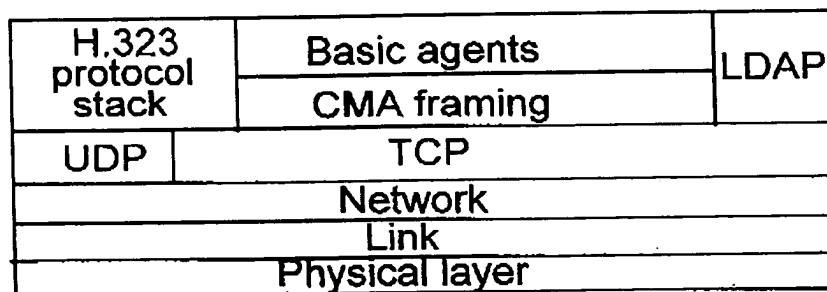 H.323
protocol
stack
Basic agents
CMA framing
LDAP
UDP
TCP
Network
Link
Physical layer